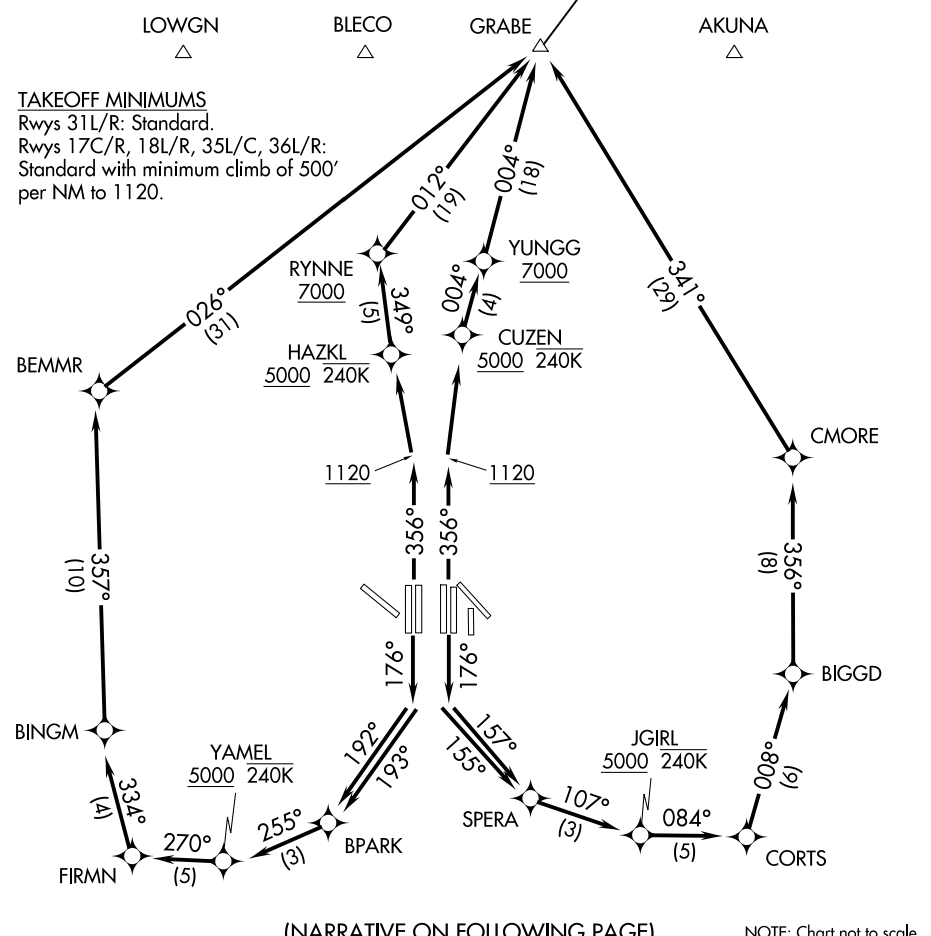 LOWGN
BLECO
GRABE
AKUNA
TAKEOFF MINIMUMS
Rwys 31L/R: Standard.
Rwys 17C/R, 18L/R, 35L/C, 36L/R:
Standard with minimum climb of 500'
per NM to 1120.
004°
(18)
012°
(19)
RYNNE
7000
YUNGG
7000
341°
(29)
026°
(31)
349°
(5)
004°
(4)
HAZKL
5000 240K
CUZEN
5000 240K
BEMMR
CMORE
1120
1120
356°
356°
357°
(10)
356°
(8)
176°
176°
BIGGD
BINGM
YAMEL
5000 240K
192°
193°
157°
155°
JGIRL
5000 240K
008°
(6)
334°
(4)
270°
(5)
255°
(3)
BPARK
SPERA
107°
(3)
084°
(5)
CORTS
FIRMN
(NARRATIVE ON FOLLOWING PAGE)
NOTE: Chart not to scale